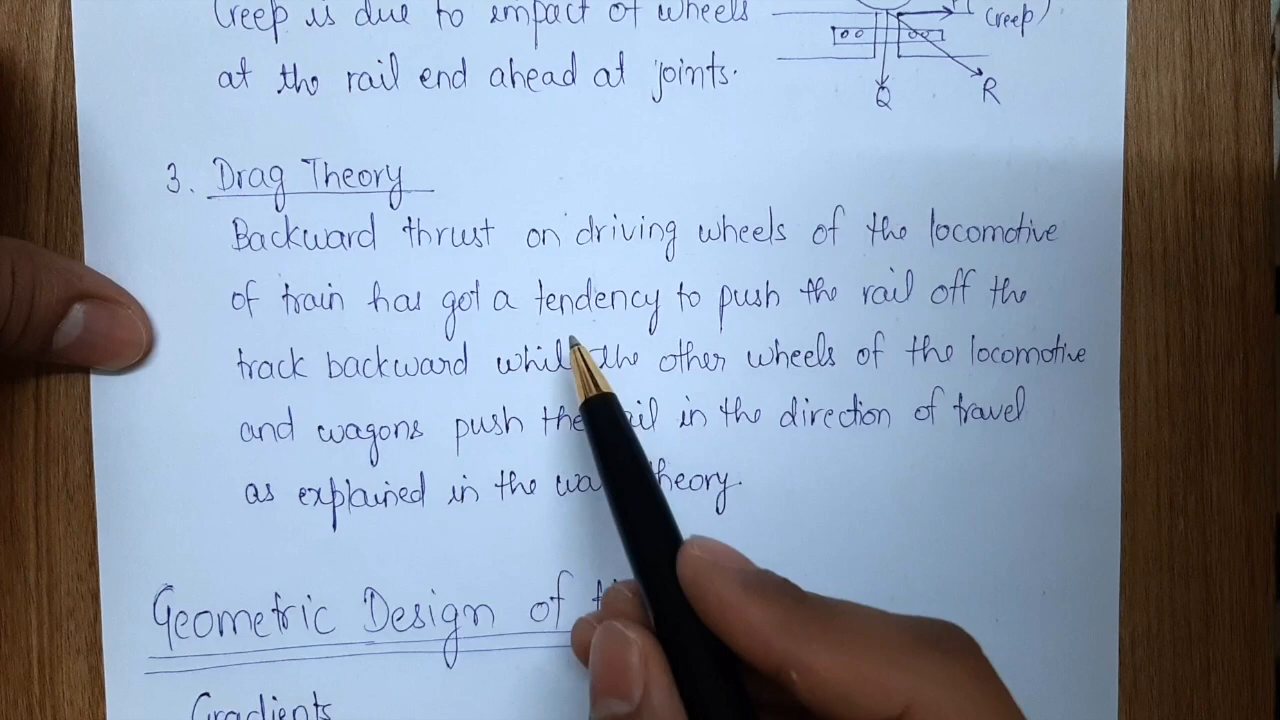 Creep is due to impact of wheels
at the rail end ahead at joints.
(creep)
Q
R
3. Drag Theory
Backward thrust on driving wheels of the locomotive
of train has got a tendency to push the rail off the
track backward the other wheels of the locomotive
and wagons push the in the direction of travel
as explained in the
Geometric Design of
Gradients